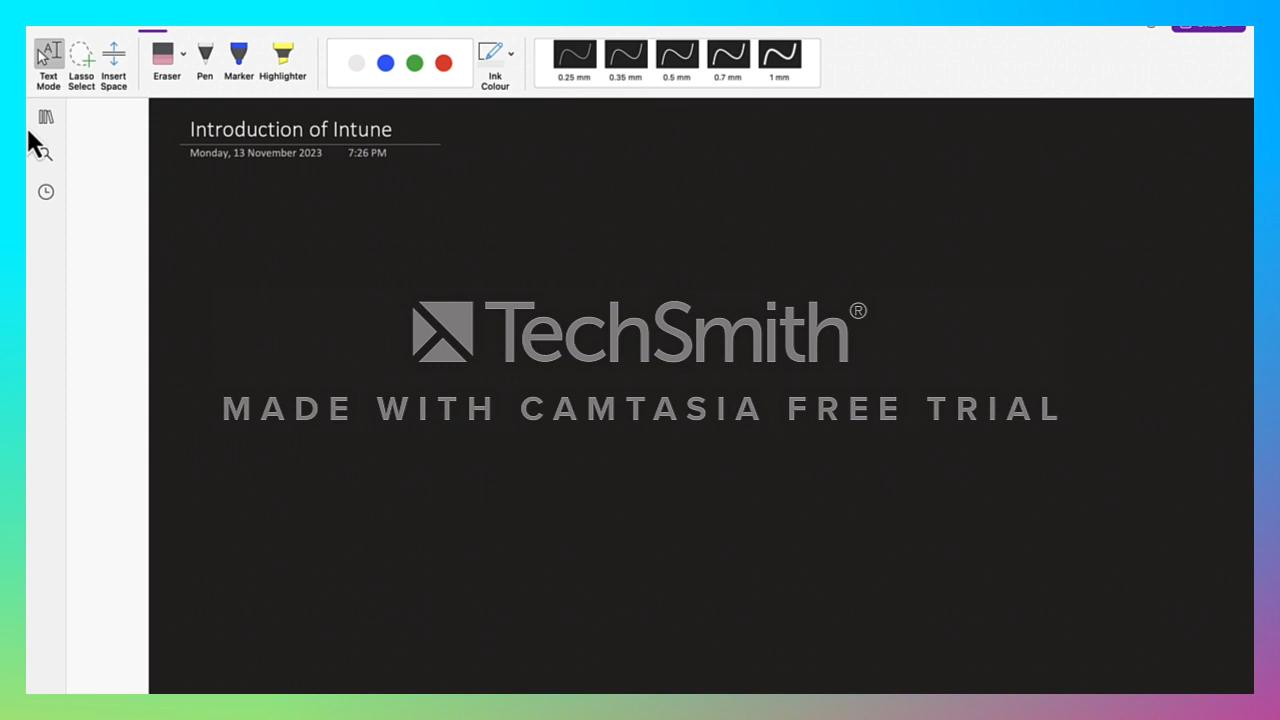 Text Mode
Lasso Select
Insert Space
Eraser
Pen
Marker
Highlighter
Ink Colour
0.25 mm
0.35 mm
0.5 mm
0.7 mm
1 mm
Introduction of Intune
Monday, 13 November 2023 7:26 PM
TechSmith®
MADE WITH CAMTASIA FREE TRIAL